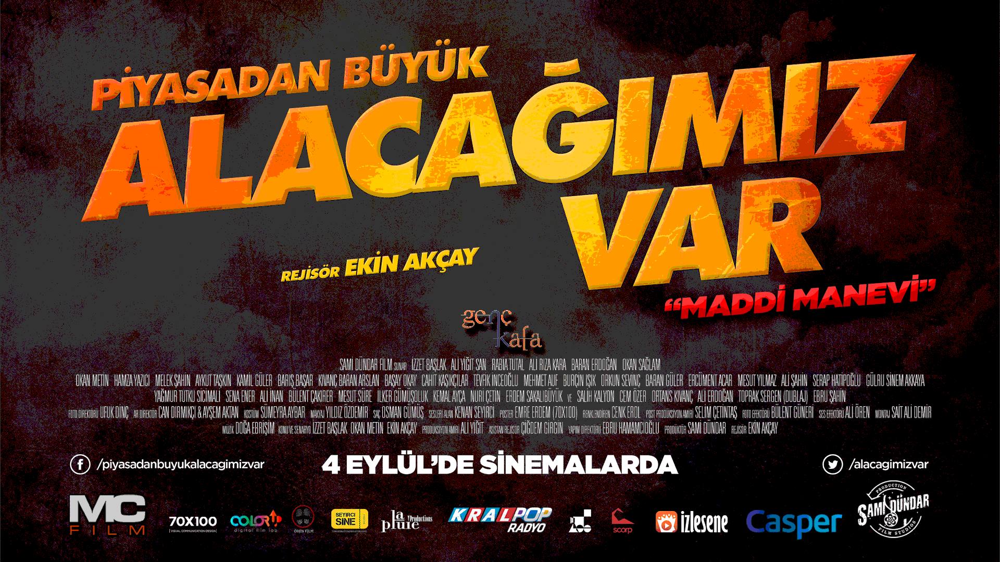 PİYASADAN BÜYÜK
ALACAĞIMIZ
VAR
REJİSÖR EKİN AKÇAY
“MADDİ MANEVİ”
genç
kafa
SAMİ DÜNDAR FİLM SUNAR İZZET BAŞLAK ALİ YİĞİT SAN RABİA TUTAL ALİ RIZA KARA BARAN ERDOĞAN OKAN SAĞLAM
OKAN METİN HAMZA YAZICI MELEK ŞAHİN AYKUT TAŞKIN KAMİL GÜLER BARIŞ BAŞAR KIVANÇ BARAN ARSLAN BAŞAY OKAY CAHİT KAŞIKÇILAR TEVFİK İNCEOĞLU MEHMET AUF BURÇİN IŞIK ORKUN SEVİNÇ BARAN GÜLER ERCÜMENT ACAR MESUT YILMAZ ALİ ŞAHİN SERAP HATİPOĞLU GÜLRU SİNEM AKKAYA
YAĞMUR TUTKU SİCİMALİ SENA ENER ALİ İNAN BÜLENT ÇAKIRER MESUT SÜRE İLKER GÜMÜŞOLUK KEMAL AYÇA NURİ ÇETİN ERDEM SAKALIBÜYÜK VE SALİH KALYON CEM ÖZER ORTANS KIVANÇ ALİ ERDOĞAN TOPRAK SERGEN (DUBLAJ) EBRU ŞAHİN
FOTO DİREKTÖRÜ UFUK DİNÇ AR DİREKTÖR CAN DIRMIKÇI & AYŞEM AKTAN KOSTÜM SÜMEYRA AYBAR MAKYAJ YILDIZ ÖZDEMİR SAÇ OSMAN GÜMÜŞ SESLERİ ALAN KENAN SEYİRCİ POSTER EMRE ERDEM (70X100) RENKLENDİREN CENK EROL POST PRODUKSİYON AMİRİ SELİM ÇETİNTAŞ FOTO EFEKTÖRÜ BÜLENT GÜNERİ SES EFEKTÖRÜ ALİ ÖREN MONTAJ SAİT ALİ DEMİR
MÜZİK DOĞA EBRİŞİM KONU VE SENARYO İZZET BAŞLAK OKAN METİN EKİN AKÇAY PRODÜKSİYON AMİRİ ALİ YİĞİT ASİSTAN REJİSÖR ÇİĞDEM GİRGİN YAPIM DİREKTÖRÜ EBRU HAMAMCIOĞLU PRODÜKTÖR SAMİ DÜNDAR REJİSÖR EKİN AKÇAY
/piyasadanbuyukalacagimizvar
4 EYLÜL’DE SİNEMALARDA
/alacagimizvar
MC
FILM
70X100
VISUAL COMMUNICATION DESIGN
COLORUP
digital film lab
ÖREN FİLM
SEYİRCİ
SİNE
la
pluie
Productions
KRALPOP
RADYO
scorp
izlesene
Casper
PRODUCTION
SAMİ DÜNDAR
FILM STUDIOS